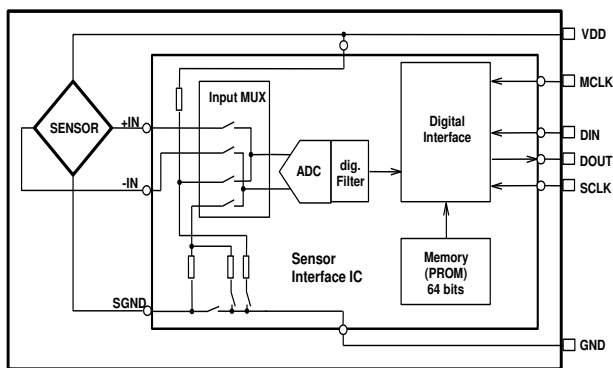 VDD
MCLK
Input MUX
Digital
Interface
+IN
SENSOR
DIN
DOUT
ADC
dig.
Filter
-IN
SCLK
Sensor
Interface IC
Memory
(PROM)
64 bits
SGND
GND